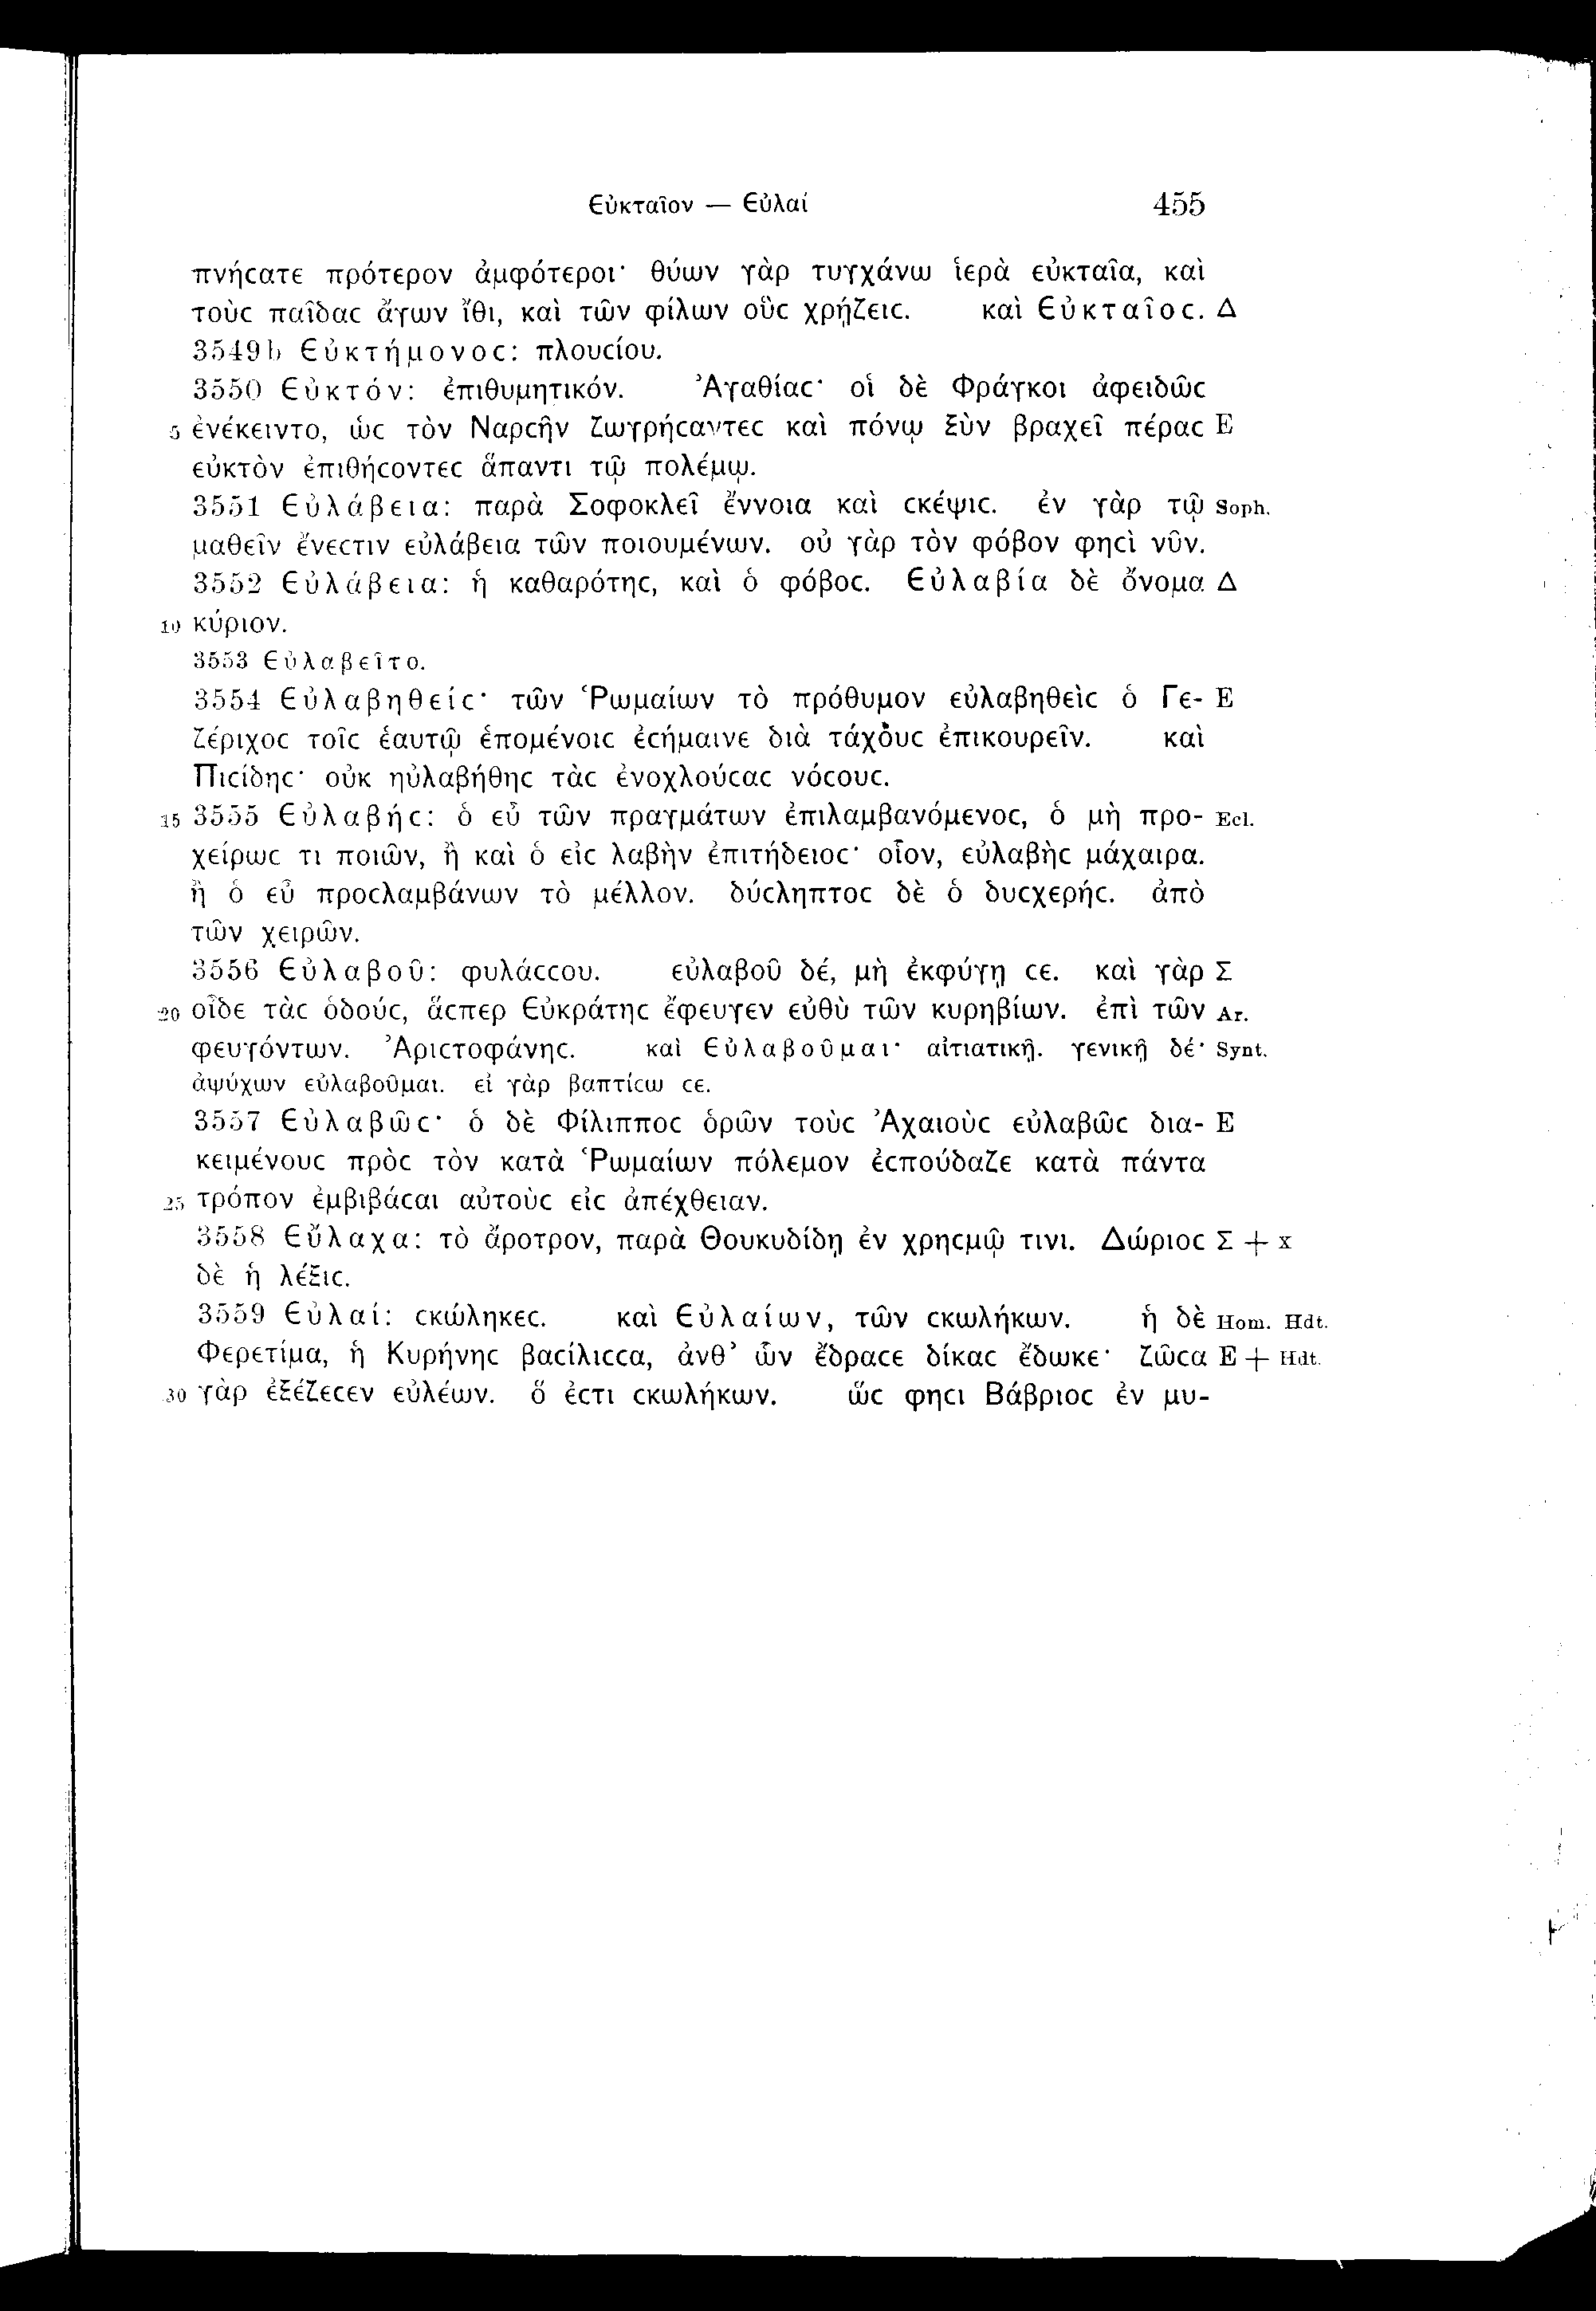 Εὐκταῖον — Εὐλαί 455
πνήϲατε πρότερον ἀμφότεροι· θύων γὰρ τυγχάνω ἱερὰ εὐκταῖα, καὶ
τοὺϲ παῖδαϲ ἄγων ἴθι, καὶ τῶν φίλων οὓϲ χρῄζειϲ. καὶ Εὐκταῖοϲ. Δ
3549b Εὐκτήμονοϲ: πλουϲίου.
3550 Εὐκτόν: ἐπιθυμητικόν. Ἀγαθίαϲ· οἱ δὲ Φράγκοι ἀφειδῶϲ
5 ἐνέκειντο, ὡϲ τὸν Ναρϲῆν ζωγρήϲαντεϲ καὶ πόνῳ ξὺν βραχεῖ πέραϲ E
εὐκτὸν ἐπιθήϲοντεϲ ἅπαντι τῷ πολέμῳ.
3551 Εὐλάβεια: παρὰ Σοφοκλεῖ ἔννοια καὶ ϲκέψιϲ. ἐν γὰρ τῷ Soph.
μαθεῖν ἔνεϲτιν εὐλάβεια τῶν ποιουμένων. οὐ γὰρ τὸν φόβον φηϲὶ νῦν.
3552 Εὐλάβεια: ἡ καθαρότηϲ, καὶ ὁ φόβοϲ. Εὐλαβία δὲ ὄνομα Δ
10 κύριον.
3553 Εὐλαβεῖτο.
3554 Εὐλαβηθείϲ· τῶν Ῥωμαίων τὸ πρόθυμον εὐλαβηθεὶϲ ὁ Γε- E
ζέριχοϲ τοῖϲ ἑαυτῷ ἑπομένοιϲ ἐϲήμαινε διὰ τάχουϲ ἐπικουρεῖν. καὶ
Πιϲίδηϲ· οὐκ ηὐλαβήθηϲ τὰϲ ἐνοχλούϲαϲ νόϲουϲ.
15 3555 Εὐλαβήϲ: ὁ εὖ τῶν πραγμάτων ἐπιλαμβανόμενοϲ, ὁ μὴ προ- Ecl.
χείρωϲ τι ποιῶν, ἢ καὶ ὁ εἰϲ λαβὴν ἐπιτήδειοϲ· οἷον, εὐλαβὴϲ μάχαιρα.
ἢ ὁ εὖ προϲλαμβάνων τὸ μέλλον. δύϲληπτοϲ δὲ ὁ δυϲχερήϲ. ἀπὸ
τῶν χειρῶν.
3556 Εὐλαβοῦ: φυλάϲϲου. εὐλαβοῦ δέ, μὴ ἐκφύγῃ ϲε. καὶ γὰρ Σ
20 οἶδε τὰϲ ὁδούϲ, ἅϲπερ Εὐκράτηϲ ἔφευγεν εὐθὺ τῶν κυρηβίων. ἐπὶ τῶν Ar.
φευγόντων. Ἀριϲτοφάνηϲ. καὶ Εὐλαβοῦμαι· αἰτιατικῇ. γενικῇ δέ· Synt.
ἀψύχων εὐλαβοῦμαι. εἰ γὰρ βαπτίϲω ϲε.
3557 Εὐλαβῶϲ· ὁ δὲ Φίλιπποϲ ὁρῶν τοὺϲ Ἀχαιοὺϲ εὐλαβῶϲ δια- E
κειμένουϲ πρὸϲ τὸν κατὰ Ῥωμαίων πόλεμον ἐϲπούδαζε κατὰ πάντα
25 τρόπον ἐμβιβάϲαι αὐτοὺϲ εἰϲ ἀπέχθειαν.
3558 Εὔλαχα: τὸ ἄροτρον, παρὰ Θουκυδίδῃ ἐν χρηϲμῷ τινι. Δώριοϲ Σ + x
δὲ ἡ λέξιϲ.
3559 Εὐλαί: ϲκώληκεϲ. καὶ Εὐλαίων, τῶν ϲκωλήκων. ἡ δὲ Hom. Hdt.
Φερετίμα, ἡ Κυρήνηϲ βαϲίλιϲϲα, ἀνθ’ ὧν ἔδραϲε δίκαϲ ἔδωκε· ζῶϲα E + Hdt.
30 γὰρ ἐξέζεϲεν εὐλέων. ὅ ἐϲτι ϲκωλήκων. ὥϲ φηϲι Βάβριοϲ ἐν μυ-